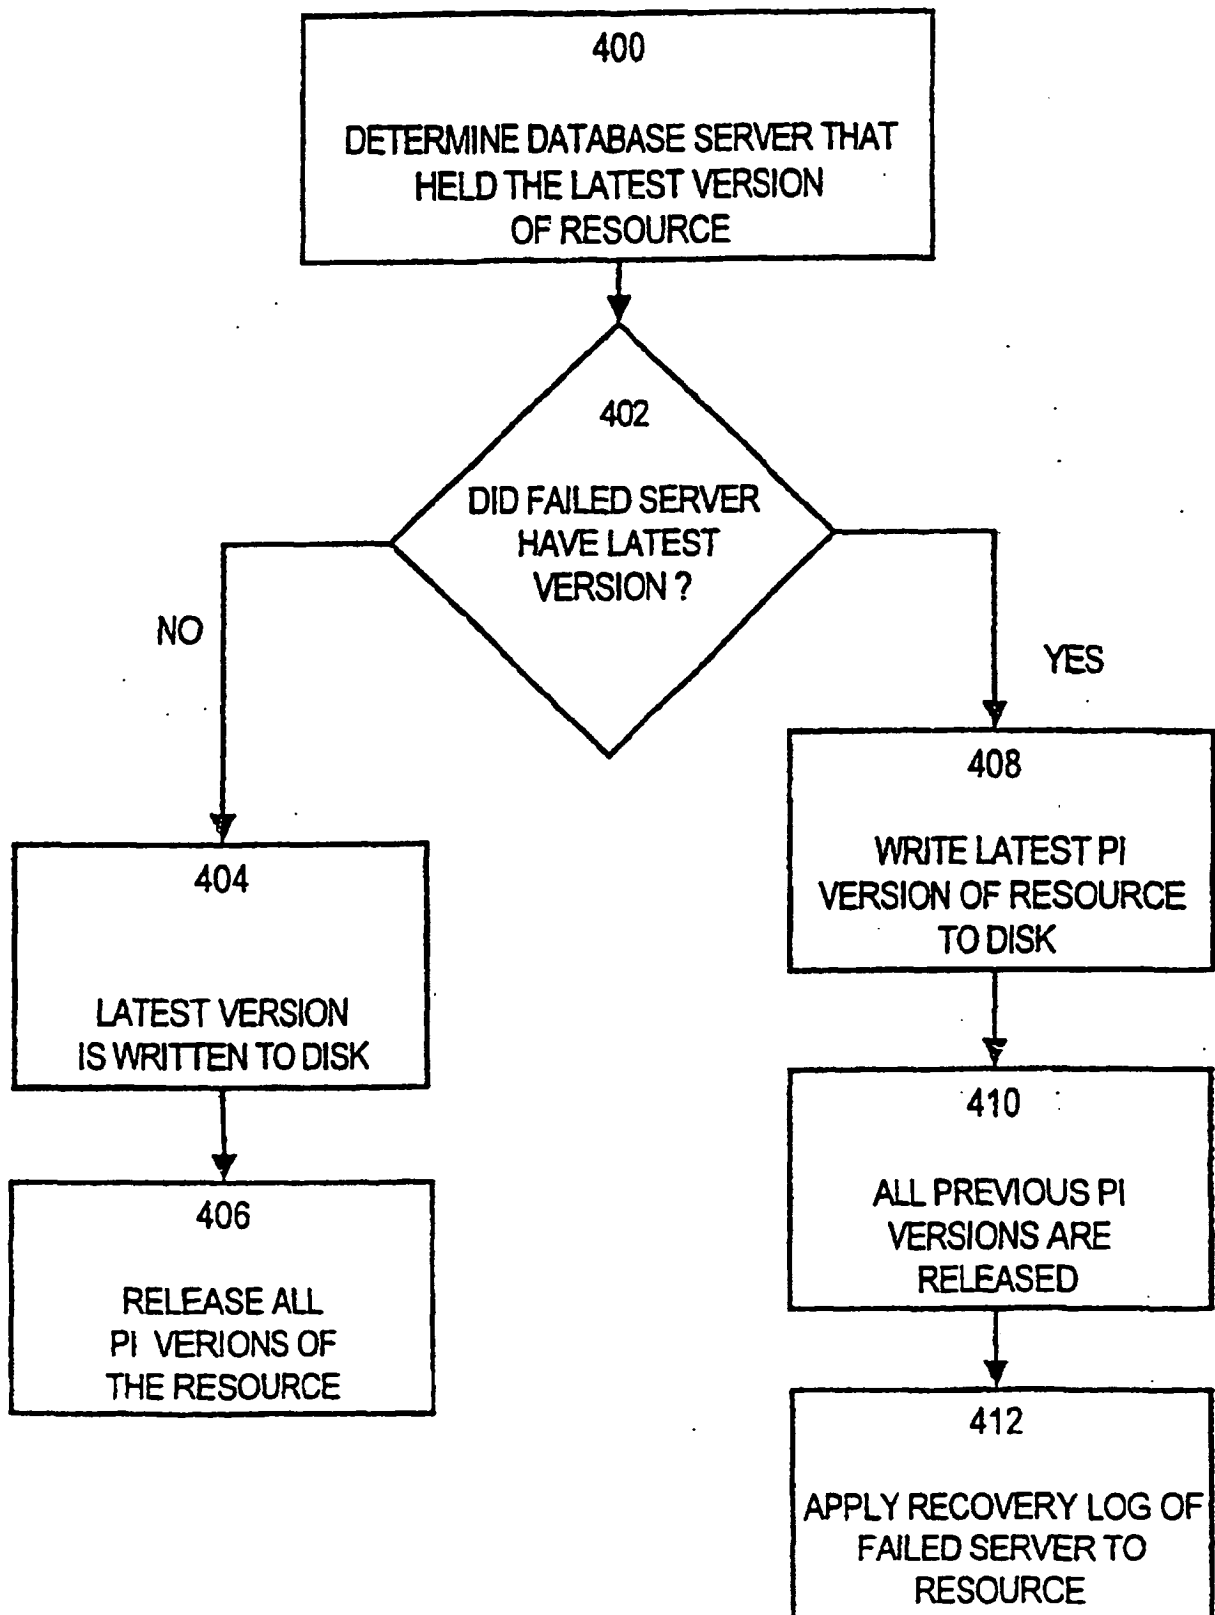 400
DETERMINE DATABASE SERVER THAT
HELD THE LATEST VERSION
OF RESOURCE
402
DID FAILED SERVER
HAVE LATEST
VERSION ?
NO
YES
404
LATEST VERSION
IS WRITTEN TO DISK
406
RELEASE ALL
PI VERIONS OF
THE RESOURCE
408
WRITE LATEST PI
VERSION OF RESOURCE
TO DISK
410
ALL PREVIOUS PI
VERSIONS ARE
RELEASED
412
APPLY RECOVERY LOG OF
FAILED SERVER TO
RESOURCE